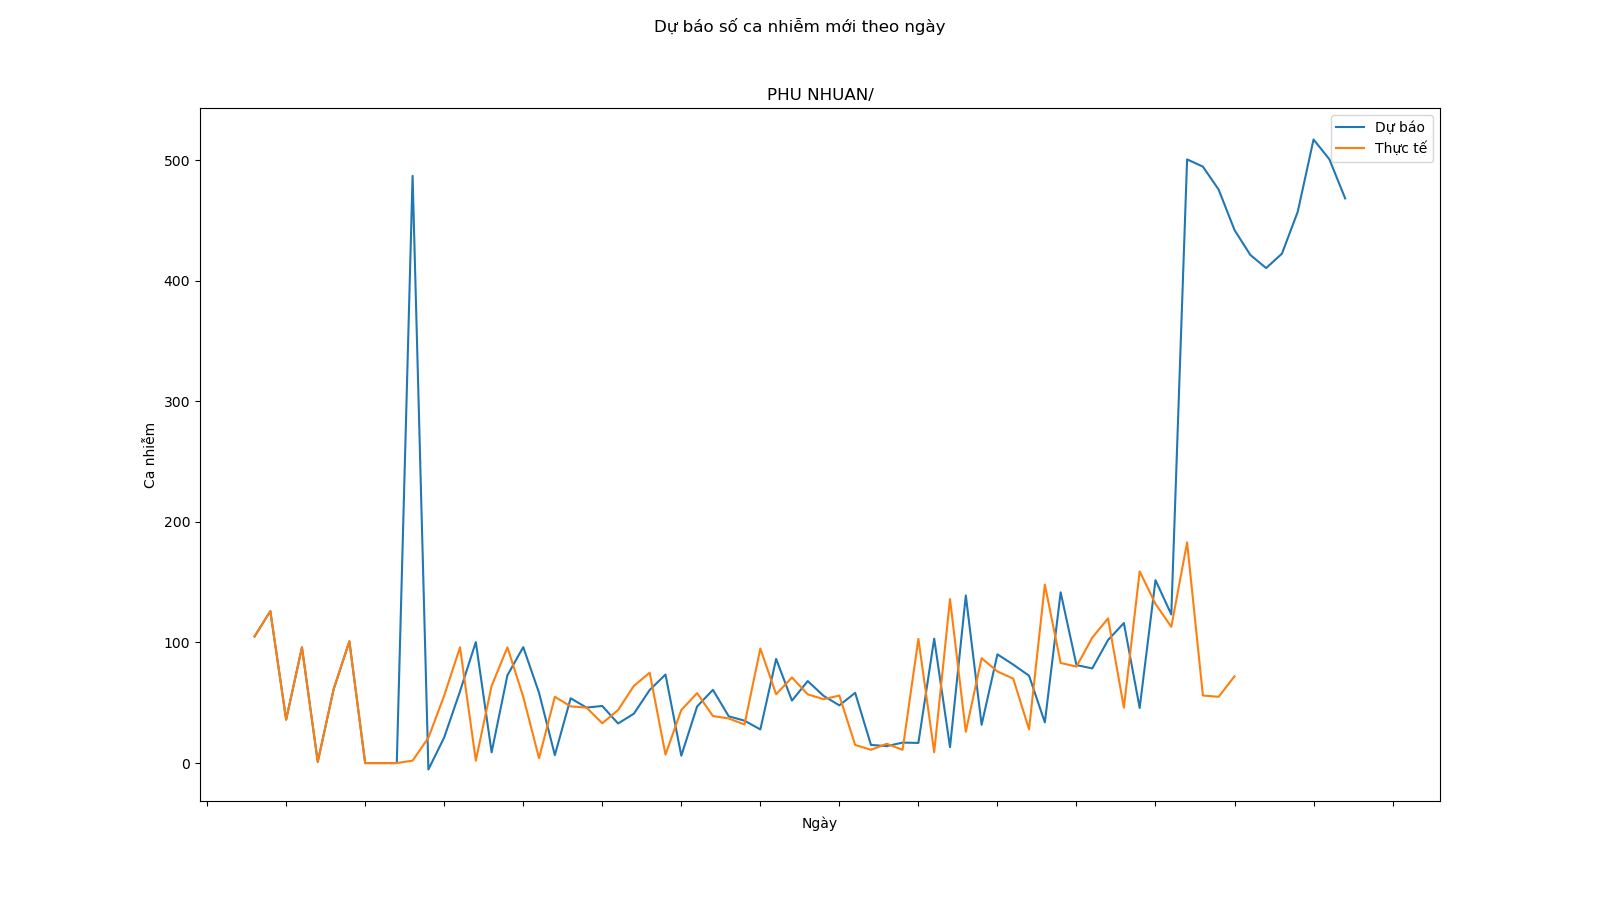 Dự báo số ca nhiễm mới theo ngày
PHU NHUAN/
Dự báo
Thực tế
500
400
300
200
100
0
Ca nhiễm
Ngày